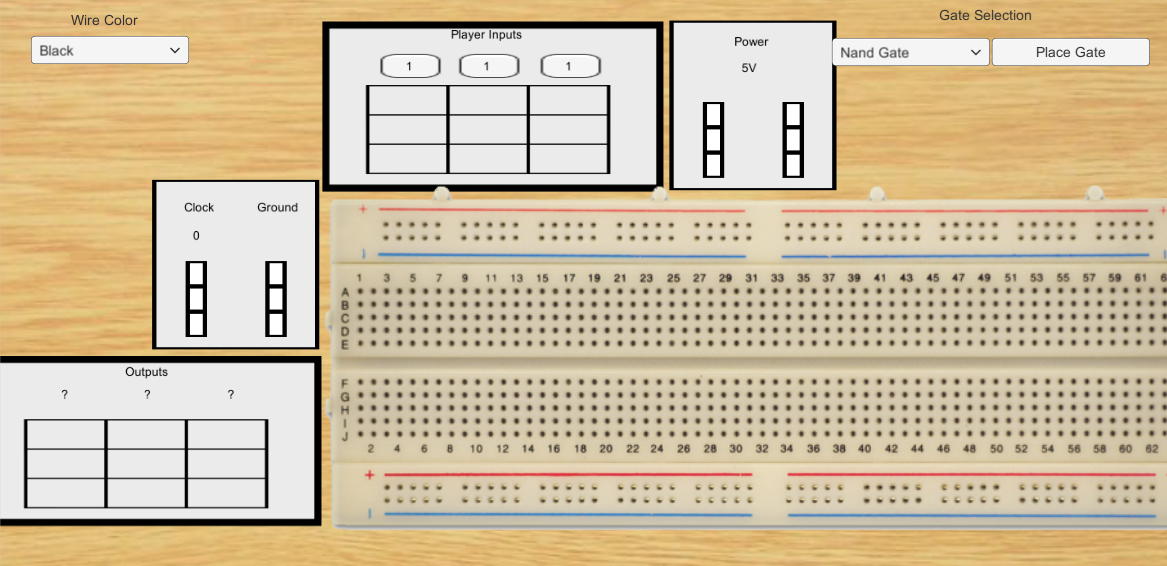 Wire Color
Black
Player Inputs
1 1 1
Power
5V
Gate Selection
Nand Gate
Place Gate
Clock Ground
0
Outputs
? ? ?
+ +
1 3 5 7 9 11 13 15 17 19 21 23 25 27 29 31 33 35 37 39 41 43 45 47 49 51 53 55 57 59 61
A
B
C
D
E
F
G
H
I
J
2 4 6 8 10 12 14 16 18 20 22 24 26 28 30 32 34 36 38 40 42 44 46 48 50 52 54 56 58 60 62
+